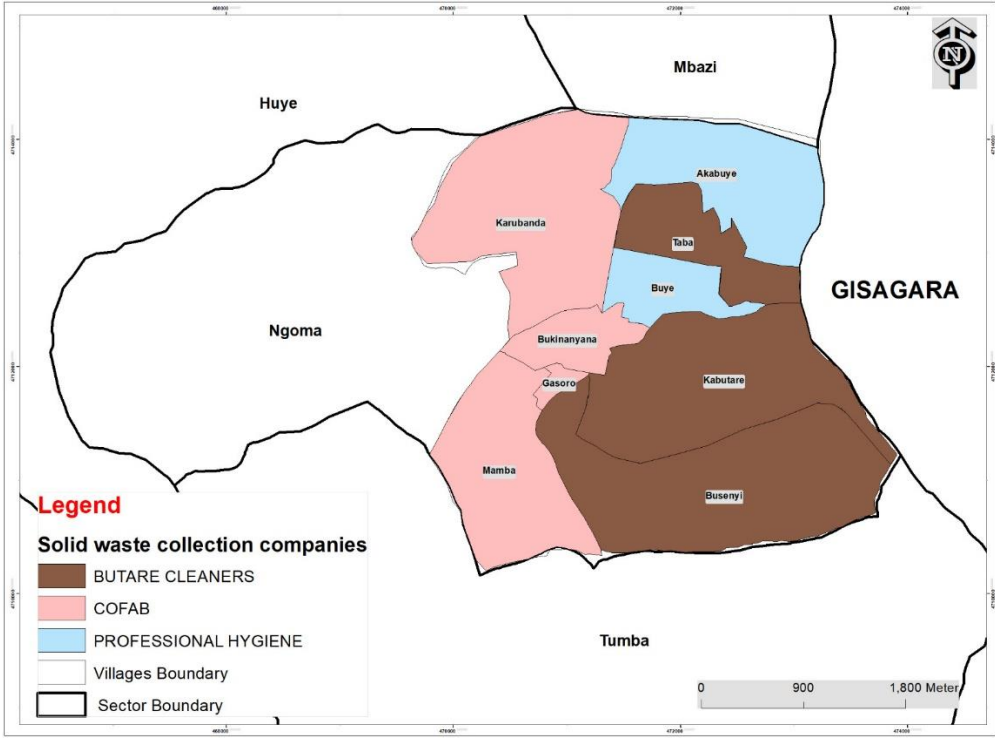 Mbazi
Huye
N
Akabuye
Karubanda
Taba
Buye
GISAGARA
Ngoma
Bukinanyana
Gasoro
Kabutare
Mamba
Busenyi
Legend
Solid waste collection companies
BUTARE CLEANERS
COFAB
PROFESSIONAL HYGIENE
Villages Boundary
Sector Boundary
Tumba
0 900 1,800 Meter